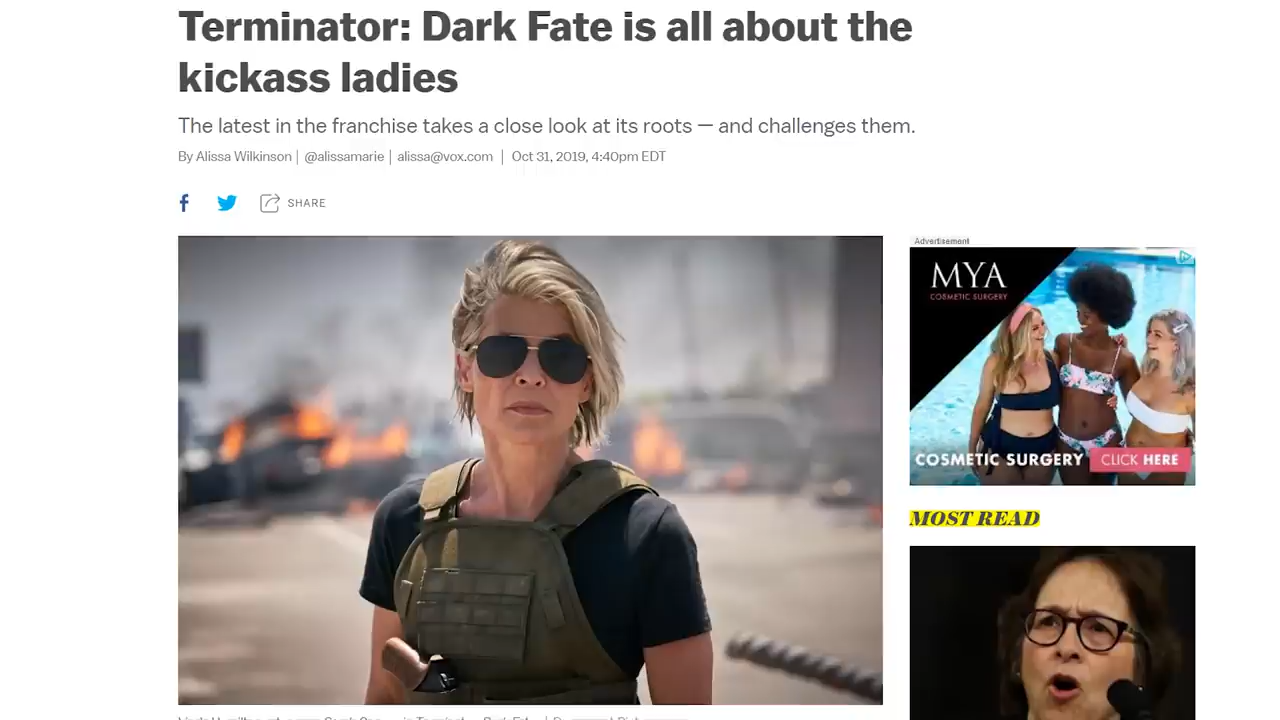 Terminator: Dark Fate is all about the
kickass ladies
The latest in the franchise takes a close look at its roots — and challenges them.
By Alissa Wilkinson | @alissamarie | alissa@vox.com | Oct 31, 2019, 4:40pm EDT
SHARE
Advertisement
MYA
COSMETIC SURGERY
COSMETIC SURGERY CLICK HERE
MOST READ